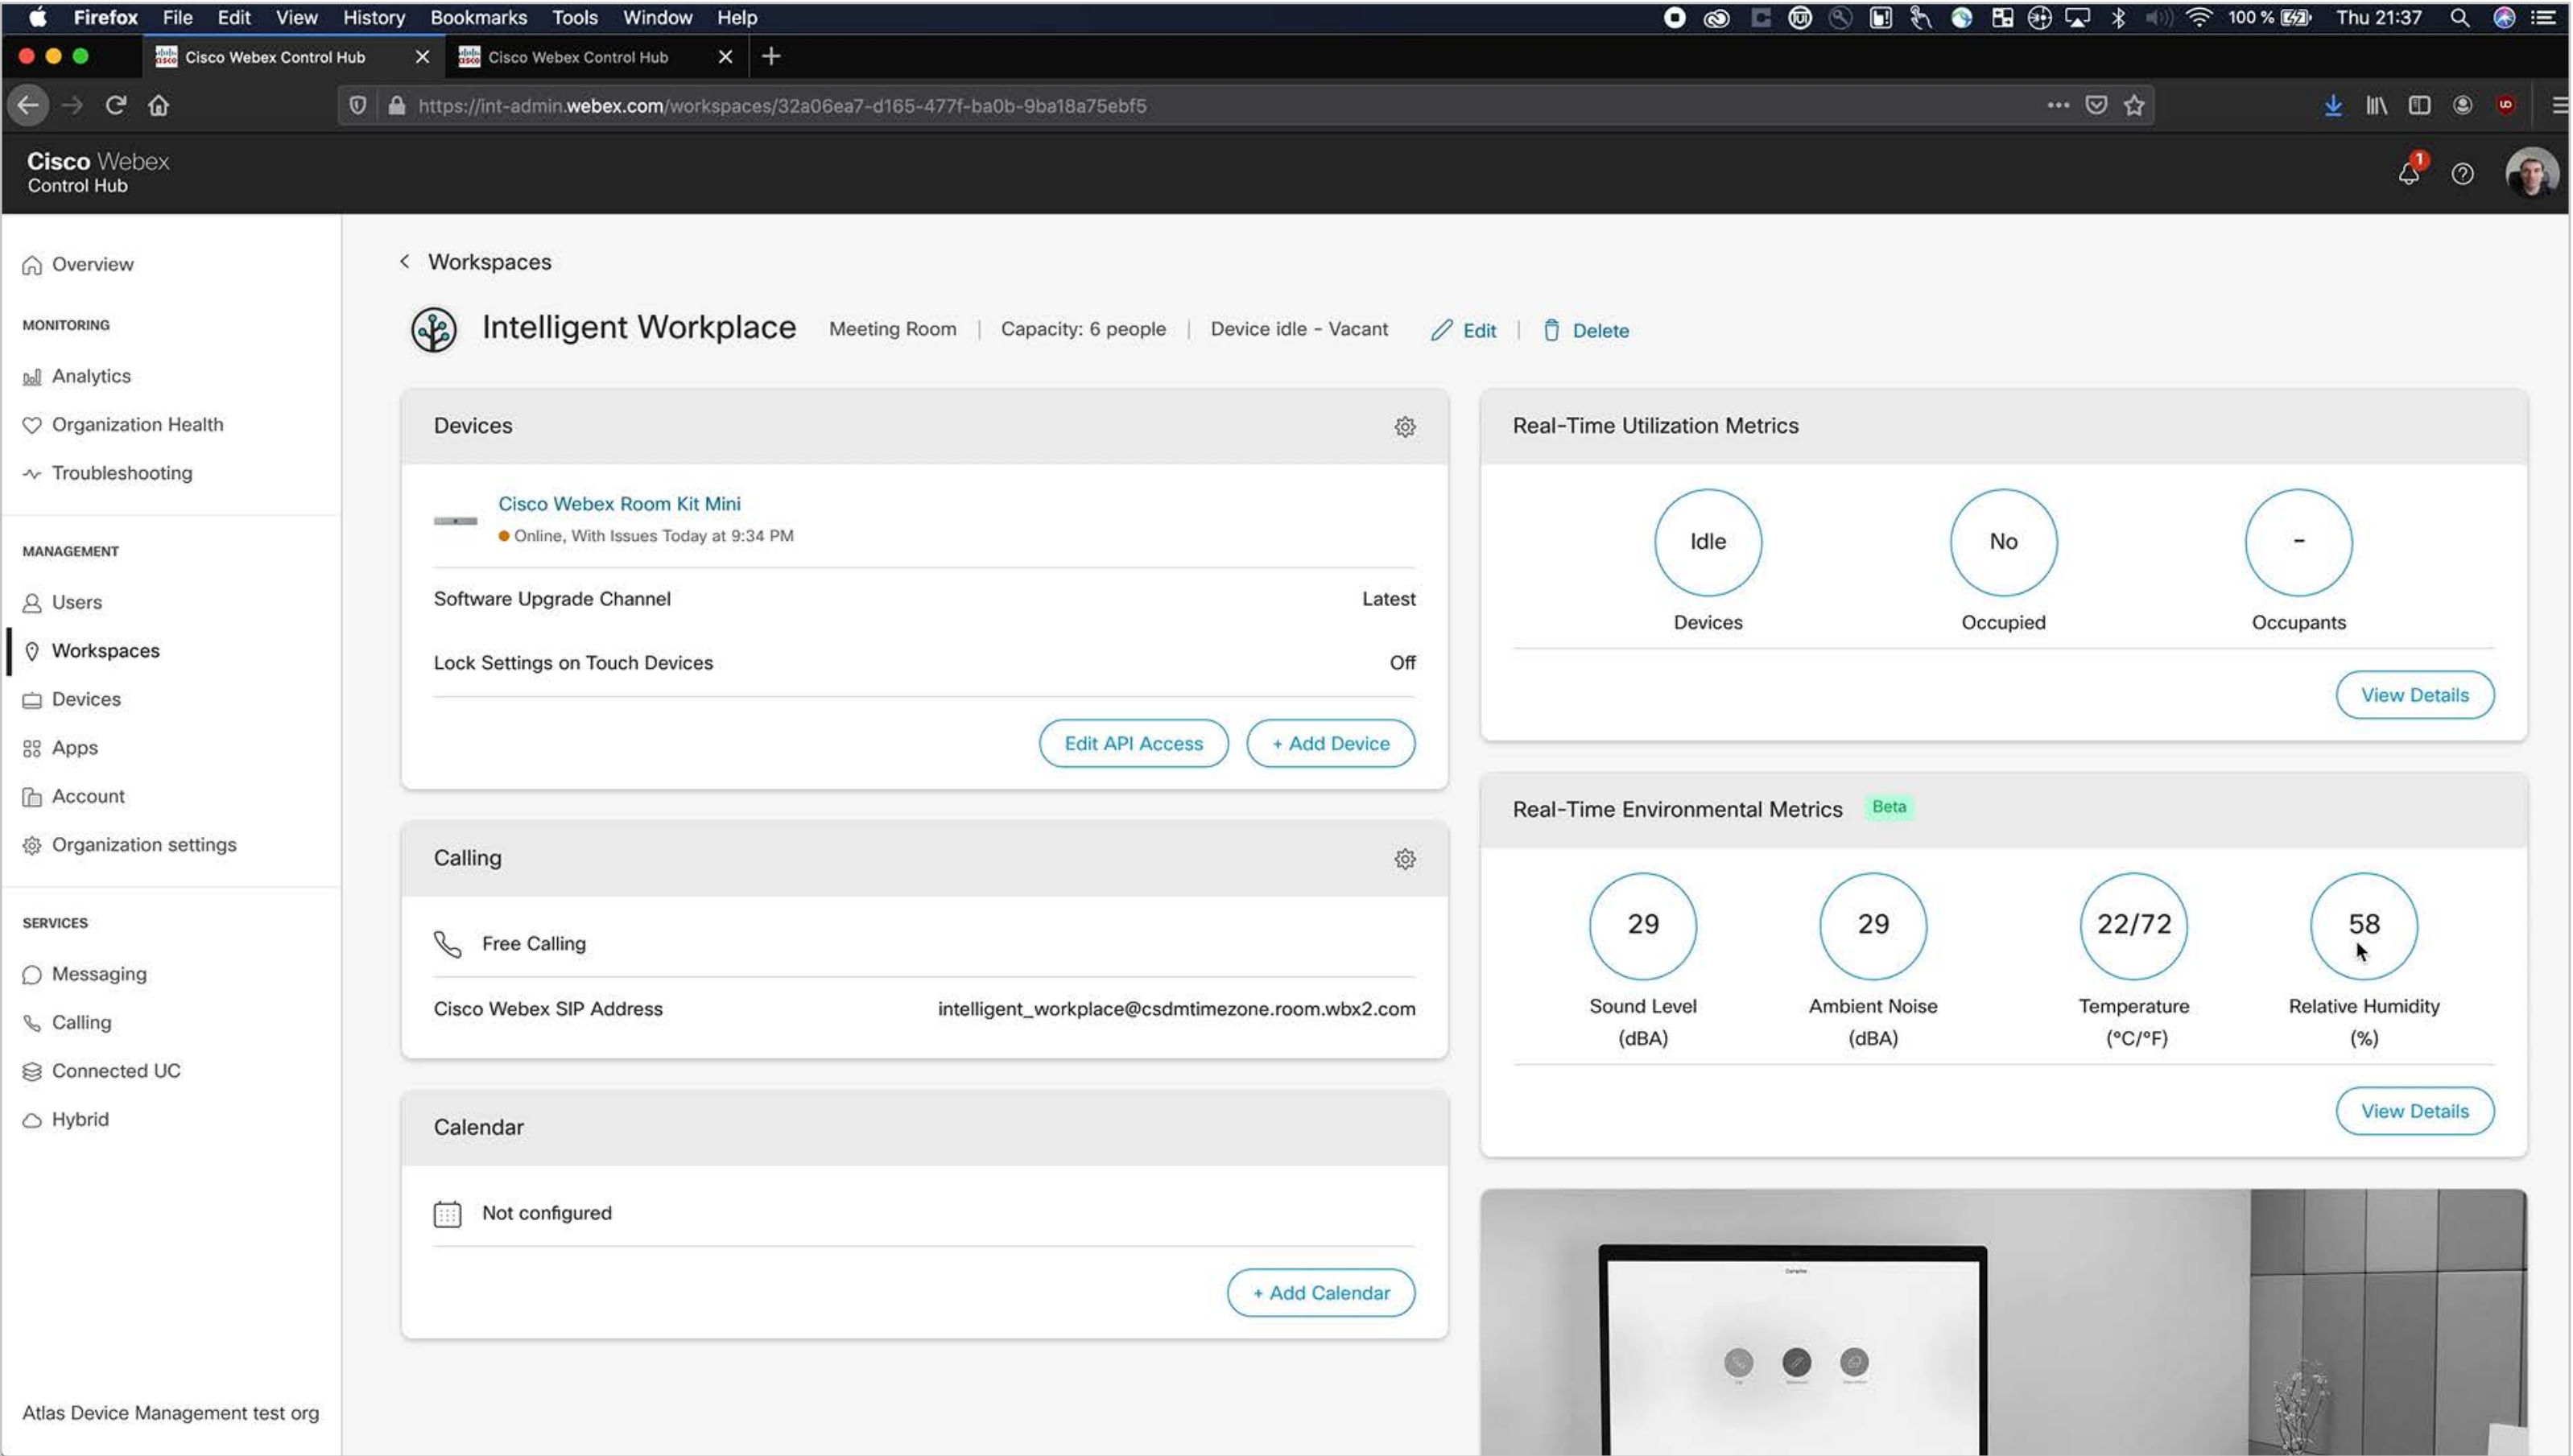 Firefox File Edit View History Bookmarks Tools Window Help 100 % Thu 21:37
Cisco Webex Control Hub
Cisco Webex Control Hub
https://int-admin.webex.com/workspaces/32a06ea7-d165-477f-ba0b-9ba18a75ebf5
Cisco Webex
Control Hub
1
Overview
MONITORING
Analytics
Organization Health
Troubleshooting
MANAGEMENT
Users
Workspaces
Devices
Apps
Account
Organization settings
SERVICES
Messaging
Calling
Connected UC
Hybrid
Atlas Device Management test org
Workspaces
Intelligent Workplace Meeting Room | Capacity: 6 people | Device idle - Vacant Edit | Delete
Devices
Cisco Webex Room Kit Mini
Online, With Issues Today at 9:34 PM
Software Upgrade Channel Latest
Lock Settings on Touch Devices Off
Edit API Access + Add Device
Calling
Free Calling
Cisco Webex SIP Address intelligent_workplace@csdmtimezone.room.wbx2.com
Calendar
Not configured
+ Add Calendar
Real-Time Utilization Metrics
Idle No -
Devices Occupied Occupants
View Details
Real-Time Environmental Metrics Beta
29 29 22/72 58
Sound Level Ambient Noise Temperature Relative Humidity
(dBA) (dBA) (°C/°F) (%)
View Details